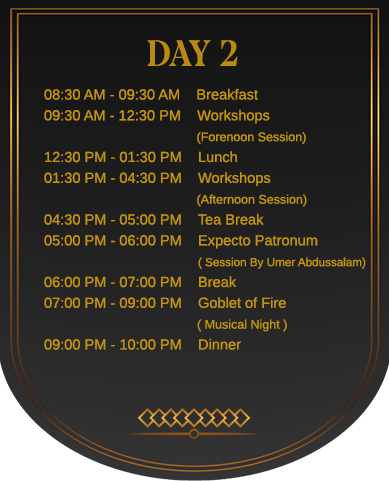 DAY 2
08:30 AM - 09:30 AM Breakfast
09:30 AM - 12:30 PM Workshops
(Forenoon Session)
12:30 PM - 01:30 PM Lunch
01:30 PM - 04:30 PM Workshops
(Afternoon Session)
04:30 PM - 05:00 PM Tea Break
05:00 PM - 06:00 PM Expecto Patronum
( Session By Umer Abdussalam)
06:00 PM - 07:00 PM Break
07:00 PM - 09:00 PM Goblet of Fire
( Musical Night )
09:00 PM - 10:00 PM Dinner